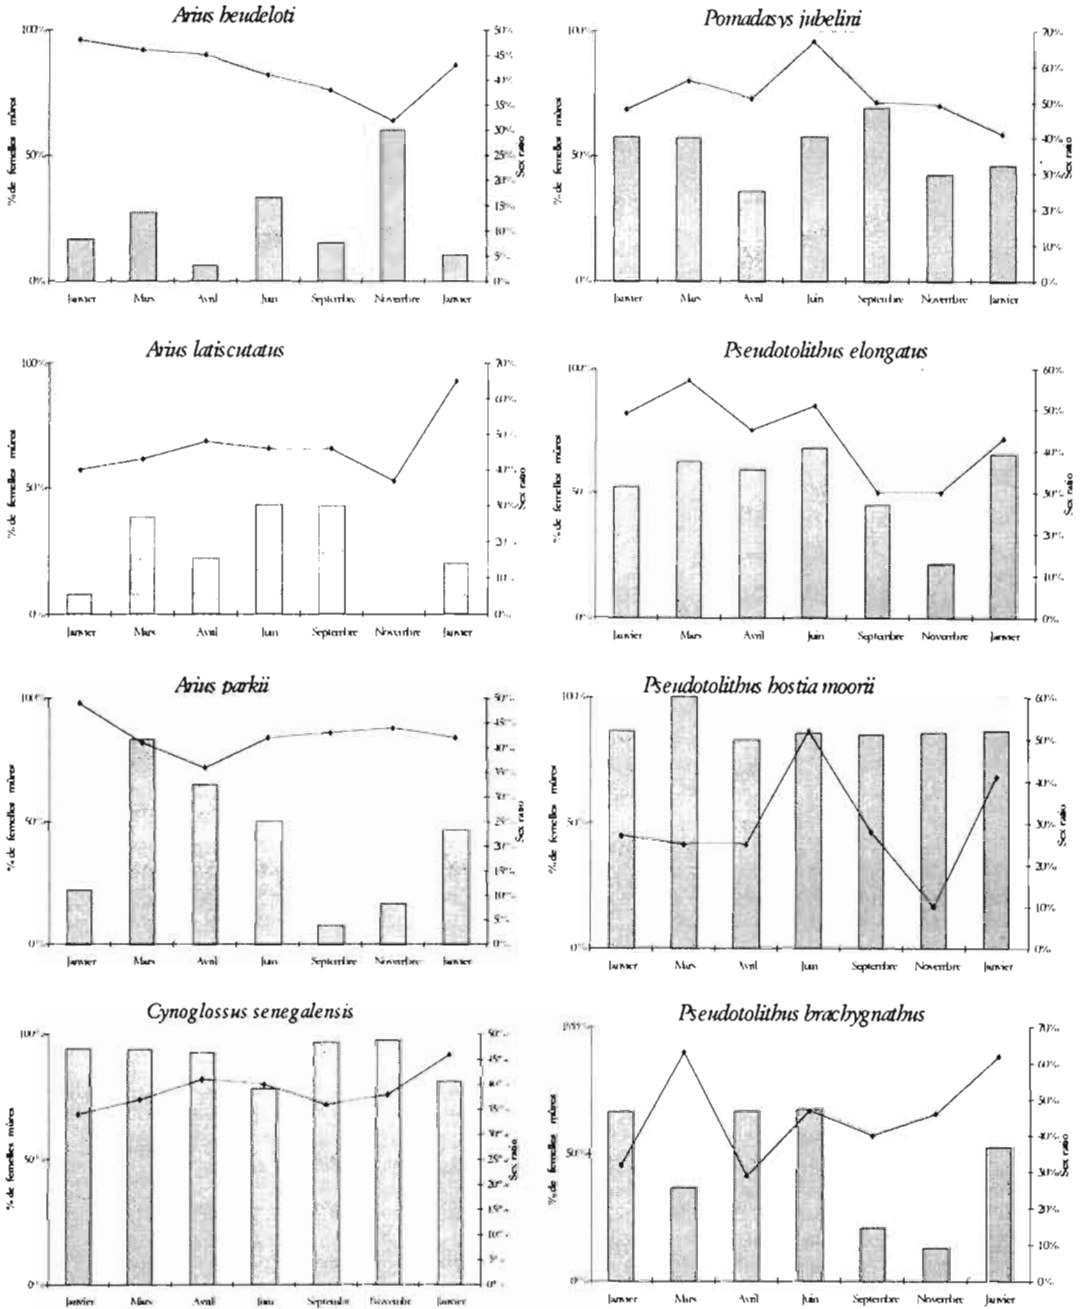 Arius heudeloti
100%
50%
0%
% de femelles mûres
50%
45%
40%
35%
30%
25%
20%
15%
10%
5%
0%
Sex ratio
Janvier Mars Avril Juin Septembre Novembre Janvier
Pomadasys jubelini
100%
50%
0%
% de femelles mûres
70%
60%
50%
40%
30%
20%
10%
0%
Sex ratio
Janvier Mars Avril Juin Septembre Novembre Janvier
Arius latiscutatus
100%
50%
0%
% de femelles mûres
70%
60%
50%
40%
30%
20%
10%
0%
Sex ratio
Janvier Mars Avril Juin Septembre Novembre Janvier
Pseudotolithus elongatus
100%
50%
0%
% de femelles mûres
60%
50%
40%
30%
20%
10%
0%
Sex ratio
Janvier Mars Avril Juin Septembre Novembre Janvier
Arius parkii
100%
50%
0%
% de femelles mûres
50%
45%
40%
35%
30%
25%
20%
15%
10%
5%
0%
Sex ratio
Janvier Mars Avril Juin Septembre Novembre Janvier
Pseudotolithus hostia moorii
100%
50%
0%
% de femelles mûres
60%
50%
40%
30%
20%
10%
0%
Sex ratio
Janvier Mars Avril Juin Septembre Novembre Janvier
Cynoglossus senegalensis
100%
50%
0%
% de femelles mûres
50%
45%
40%
35%
30%
25%
20%
15%
10%
5%
0%
Sex ratio
Janvier Mars Avril Juin Septembre Novembre Janvier
Pseudotolithus brachygnathus
100%
50%
0%
% de femelles mûres
70%
60%
50%
40%
30%
20%
10%
0%
Sex ratio
Janvier Mars Avril Juin Septembre Novembre Janvier